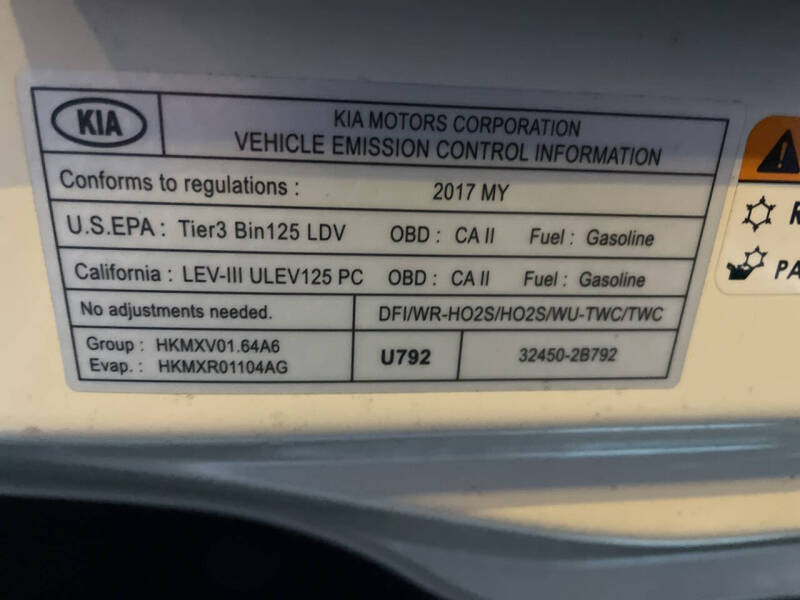 KIA
KIA MOTORS CORPORATION
VEHICLE EMISSION CONTROL INFORMATION
Conforms to regulations : 2017 MY
U.S.EPA : Tier3 Bin125 LDV OBD : CA II Fuel : Gasoline
California : LEV-III ULEV125 PC OBD : CA II Fuel : Gasoline
No adjustments needed. DFI/WR-HO2S/HO2S/WU-TWC/TWC
Group : HKMXV01.64A6
Evap. : HKMXR01104AG
U792
32450-2B792